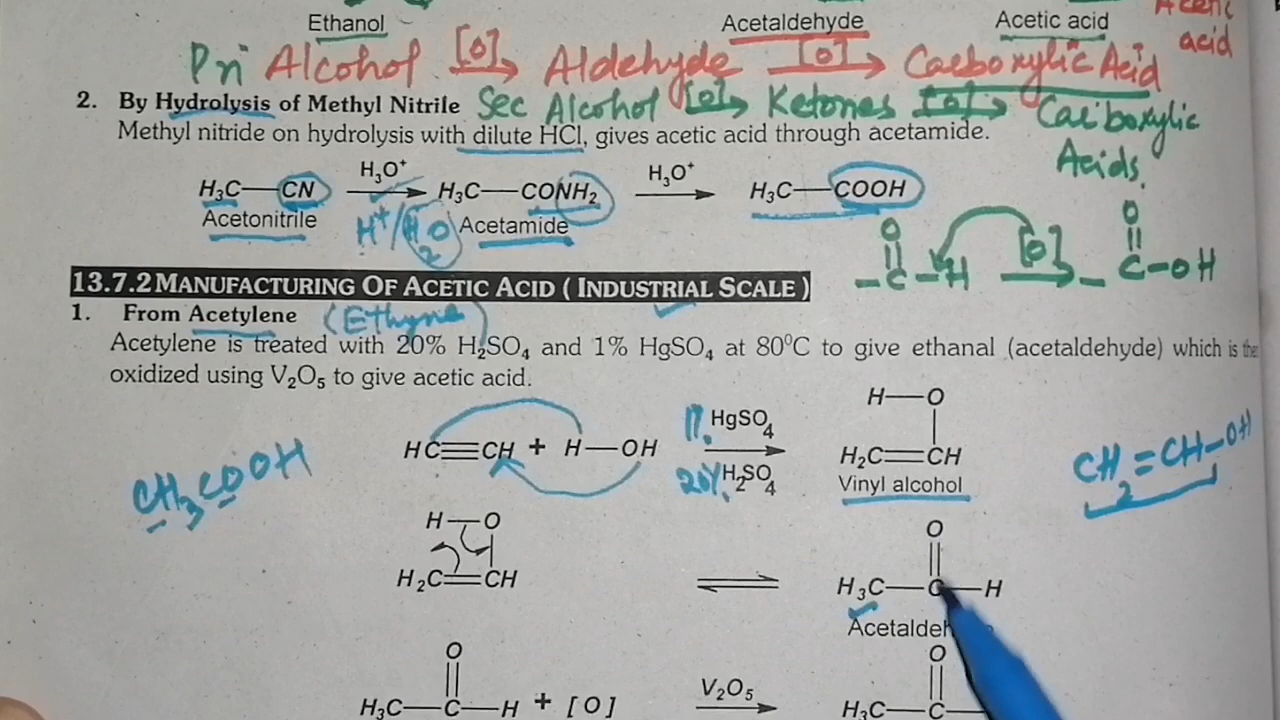 Ethanol Acetaldehyde Acetic acid
acid
Pri Alcohol [O] Aldehyde [O] Carboxylic Acid
2. By Hydrolysis of Methyl Nitrile Sec Alcohol [O] Ketones [O] Carboxylic Acids.
Methyl nitride on hydrolysis with dilute HCl, gives acetic acid through acetamide.
H₃C—CN H₃O⁺ H₃C—CONH₂ H₃O⁺ H₃C—COOH
Acetonitrile H⁺/H₂O Acetamide
O O
|| ||
–C–H [O] –C–OH
13.7.2 MANUFACTURING OF ACETIC ACID ( INDUSTRIAL SCALE )
1. From Acetylene (Ethyne)
Acetylene is treated with 20% H₂SO₄ and 1% HgSO₄ at 80⁰C to give ethanal (acetaldehyde) which is
oxidized using V₂O₅ to give acetic acid.
H—O
HC≡CH + H—OH 1% HgSO₄ 20% H₂SO₄ H₂C=CH
Vinyl alcohol
CH₃COOH
CH₂=CH–OH
H—O O
H₂C=CH ⇌ H₃C—C—H
O O
H₃C—C—H + [O] V₂O₅ H₃C—C—